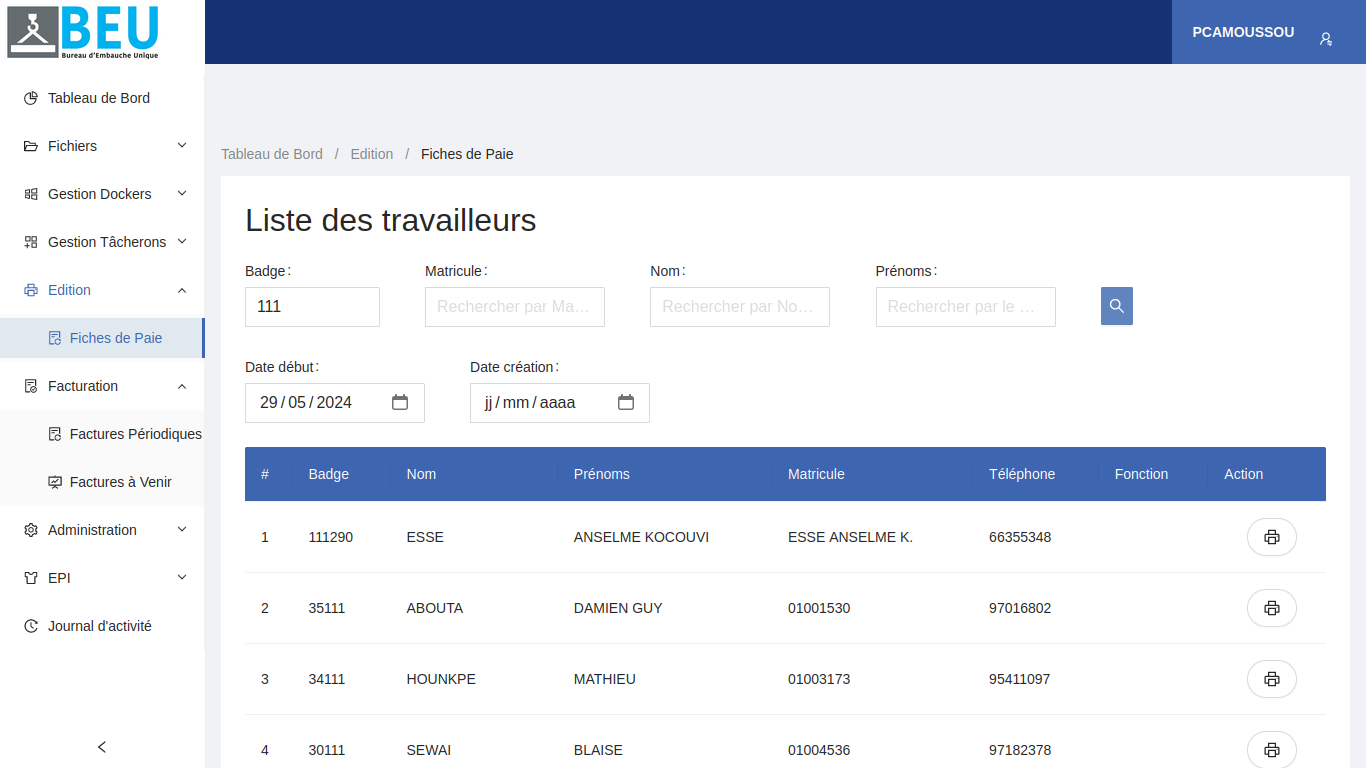 BEU
Bureau d'Embauche Unique
PCAMOUSSOU
Tableau de Bord
Fichiers
Gestion Dockers
Gestion Tâcherons
Edition
Fiches de Paie
Facturation
Factures Périodiques
Factures à Venir
Administration
EPI
Journal d'activité
Tableau de Bord / Edition / Fiches de Paie
Liste des travailleurs
Badge : Matricule : Nom : Prénoms :
111 Rechercher par Ma… Rechercher par No… Rechercher par le …
Date début : Date création :
29/05/2024 jj/mm/aaaa
# Badge Nom Prénoms Matricule Téléphone Fonction Action
1 111290 ESSE ANSELME KOCOUVI ESSE ANSELME K. 66355348
2 35111 ABOUTA DAMIEN GUY 01001530 97016802
3 34111 HOUNKPE MATHIEU 01003173 95411097
4 30111 SEWAI BLAISE 01004536 97182378